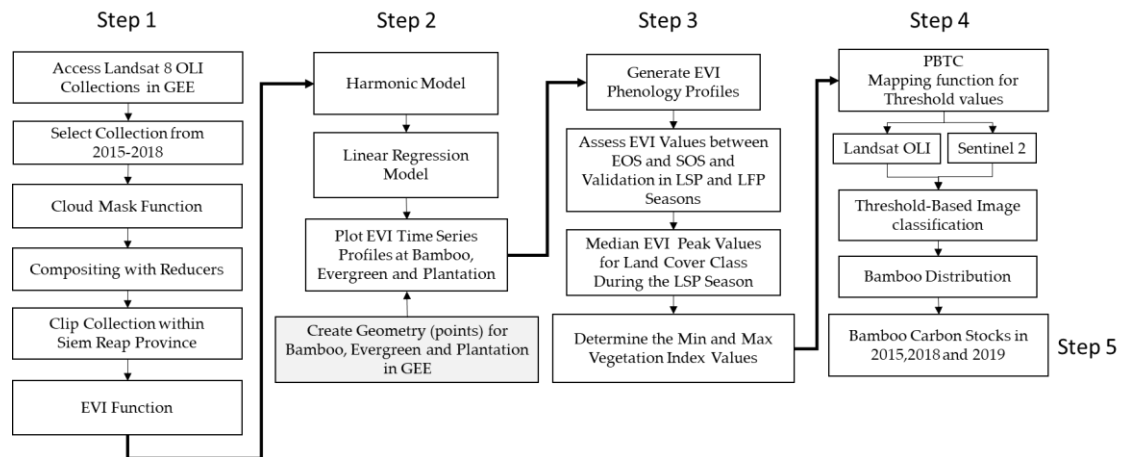 Step 1
Access Landsat 8 OLI
Collections in GEE
Select Collection from
2015-2018
Cloud Mask Function
Compositing with Reducers
Clip Collection within
Siem Reap Province
EVI Function
Step 2
Harmonic Model
Linear Regression
Model
Plot EVI Time Series
Profiles at Bamboo,
Evergreen and Plantation
Create Geometry (points) for
Bamboo, Evergreen and Plantation
in GEE
Step 3
Generate EVI
Phenology Profiles
Assess EVI Values between
EOS and SOS and
Validation in LSP and LFP
Seasons
Median EVI Peak Values
for Land Cover Class
During the LSP Season
Determine the Min and Max
Vegetation Index Values
Step 4
PBTC
Mapping function for
Threshold values
Landsat OLI
Sentinel 2
Threshold-Based Image
classification
Bamboo Distribution
Bamboo Carbon Stocks in
2015,2018 and 2019
Step 5